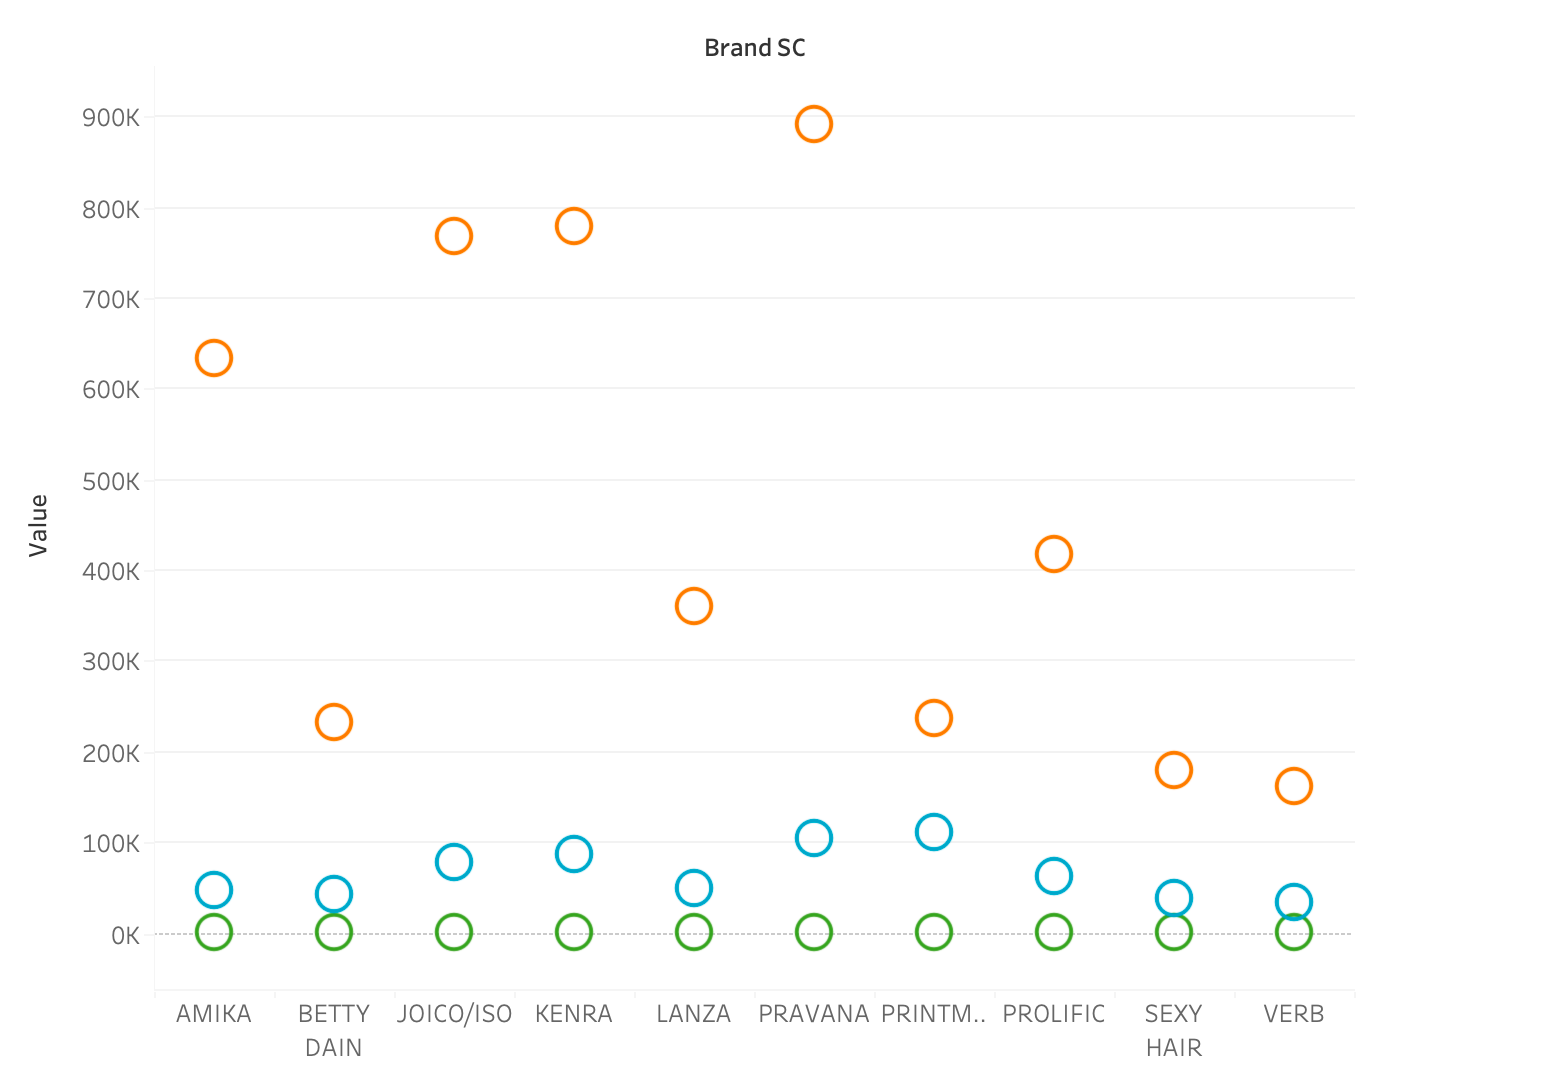 Brand SC
900K
800K
700K
600K
500K
400K
300K
200K
100K
0K
Value
AMIKA
BETTY
DAIN
JOICO/ISO
KENRA
LANZA
PRAVANA
PRINTM..
PROLIFIC
SEXY
HAIR
VERB